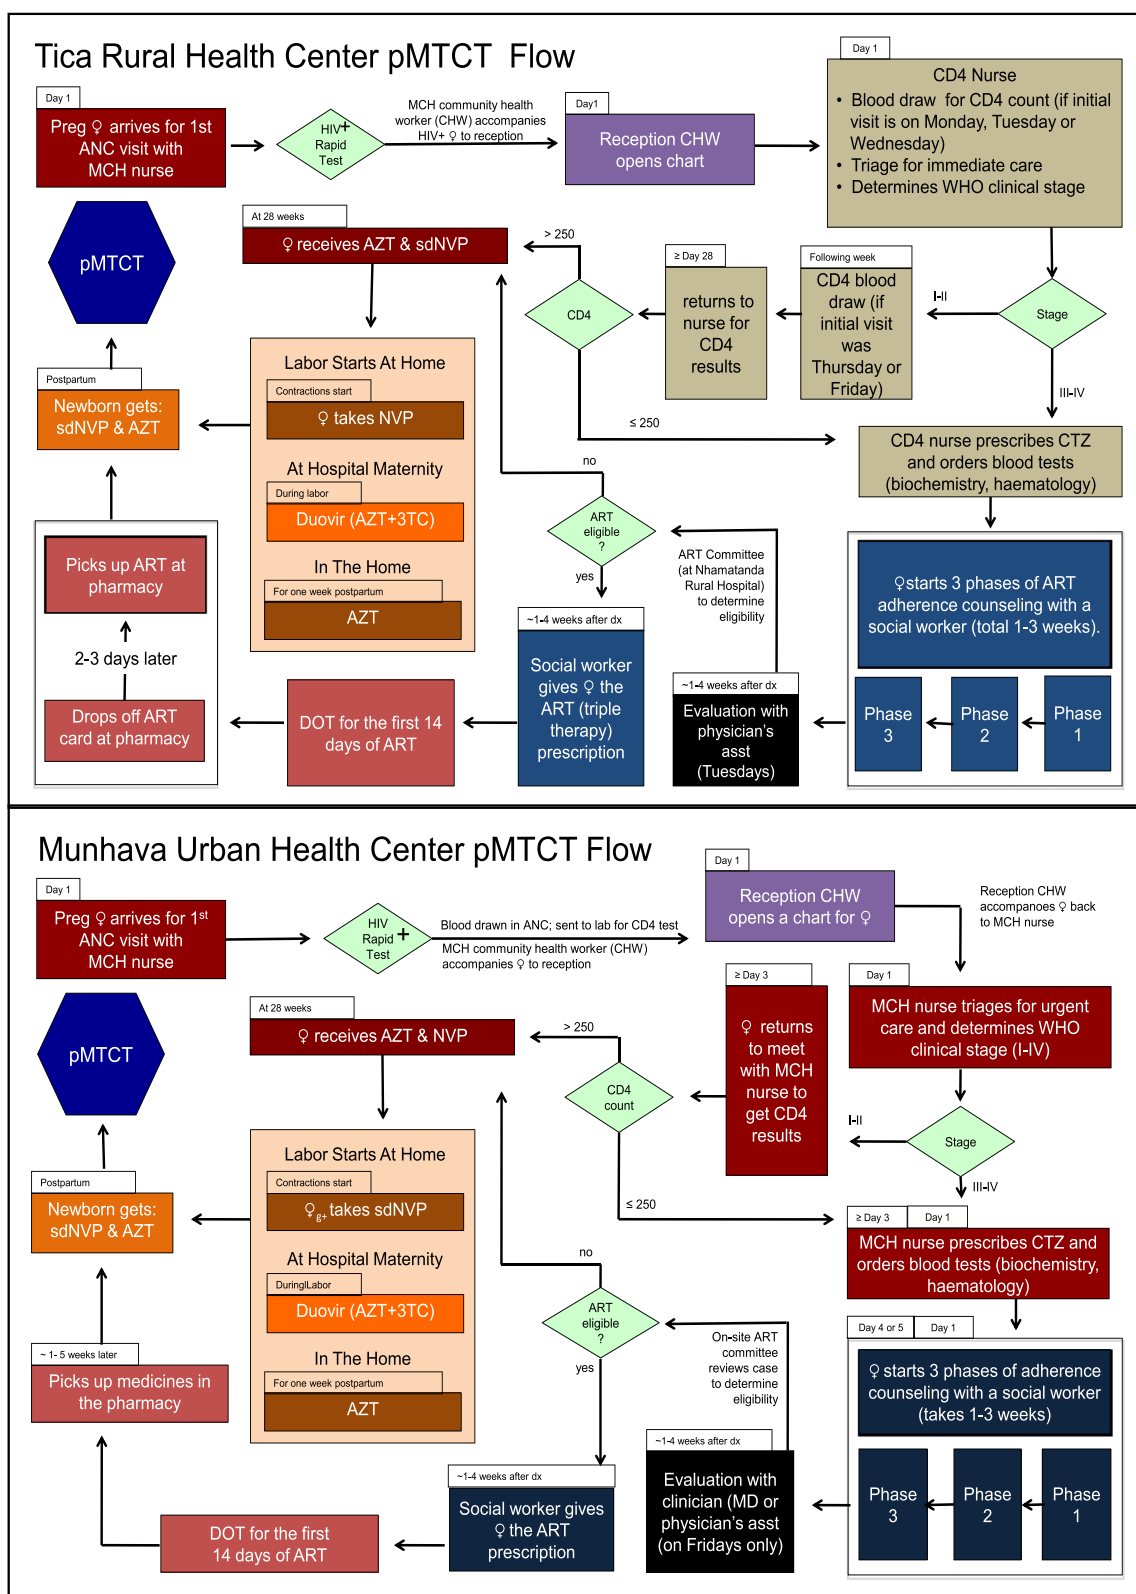 Tica Rural Health Center pMTCT Flow
Day 1
Preg ♀ arrives for 1st
ANC visit with
MCH nurse
HIV+
Rapid
Test
MCH community health
worker (CHW) accompanies
HIV+ ♀ to reception
Day1
Reception CHW
opens chart
Day 1
CD4 Nurse
• Blood draw for CD4 count (if initial
visit is on Monday, Tuesday or
Wednesday)
• Triage for immediate care
• Determines WHO clinical stage
pMTCT
At 28 weeks
♀ receives AZT & sdNVP
> 250
CD4
≥ Day 28
returns to
nurse for
CD4
results
Following week
CD4 blood
draw (if
initial visit
was
Thursday or
Friday)
I-II
Stage
III-IV
≤ 250
Postpartum
Newborn gets:
sdNVP & AZT
Labor Starts At Home
Contractions start
♀ takes NVP
At Hospital Maternity
During labor
Duovir (AZT+3TC)
In The Home
For one week postpartum
AZT
no
ART
eligible
?
yes
ART Committee
(at Nhamatanda
Rural Hospital)
to determine
eligibility
CD4 nurse prescribes CTZ
and orders blood tests
(biochemistry, haematology)
♀starts 3 phases of ART
adherence counseling with a
social worker (total 1-3 weeks).
Phase
3
Phase
2
Phase
1
~1-4 weeks after dx
Evaluation with
physician's
asst
(Tuesdays)
~1-4 weeks after dx
Social worker
gives ♀ the
ART (triple
therapy)
prescription
DOT for the first 14
days of ART
Picks up ART at
pharmacy
2-3 days later
Drops off ART
card at pharmacy
Munhava Urban Health Center pMTCT Flow
Day 1
Preg ♀ arrives for 1st
ANC visit with
MCH nurse
HIV
Rapid +
Test
Blood drawn in ANC; sent to lab for CD4 test
MCH community health worker (CHW)
accompanies ♀ to reception
Day 1
Reception CHW
opens a chart for ♀
Reception CHW
accompanoes ♀ back
to MCH nurse
Day 1
MCH nurse triages for urgent
care and determines WHO
clinical stage (I-IV)
pMTCT
At 28 weeks
♀ receives AZT & NVP
> 250
CD4
count
≥ Day 3
♀ returns
to meet
with MCH
nurse to
get CD4
results
I-II
Stage
III-IV
≤ 250
Postpartum
Newborn gets:
sdNVP & AZT
Labor Starts At Home
Contractions start
♀g+ takes sdNVP
At Hospital Maternity
DuringlLabor
Duovir (AZT+3TC)
In The Home
For one week postpartum
AZT
no
ART
eligible
?
yes
On-site ART
committee
reviews case
to determine
eligibility
≥ Day 3
Day 1
MCH nurse prescribes CTZ and
orders blood tests (biochemistry,
haematology)
Day 4 or 5
Day 1
♀ starts 3 phases of adherence
counseling with a social worker
(takes 1-3 weeks)
Phase
3
Phase
2
Phase
1
~1-4 weeks after dx
Evaluation with
clinician (MD or
physician's asst
(on Fridays only)
~1-4 weeks after dx
Social worker gives
♀ the ART
prescription
DOT for the first
14 days of ART
~ 1- 5 weeks later
Picks up medicines in
the pharmacy